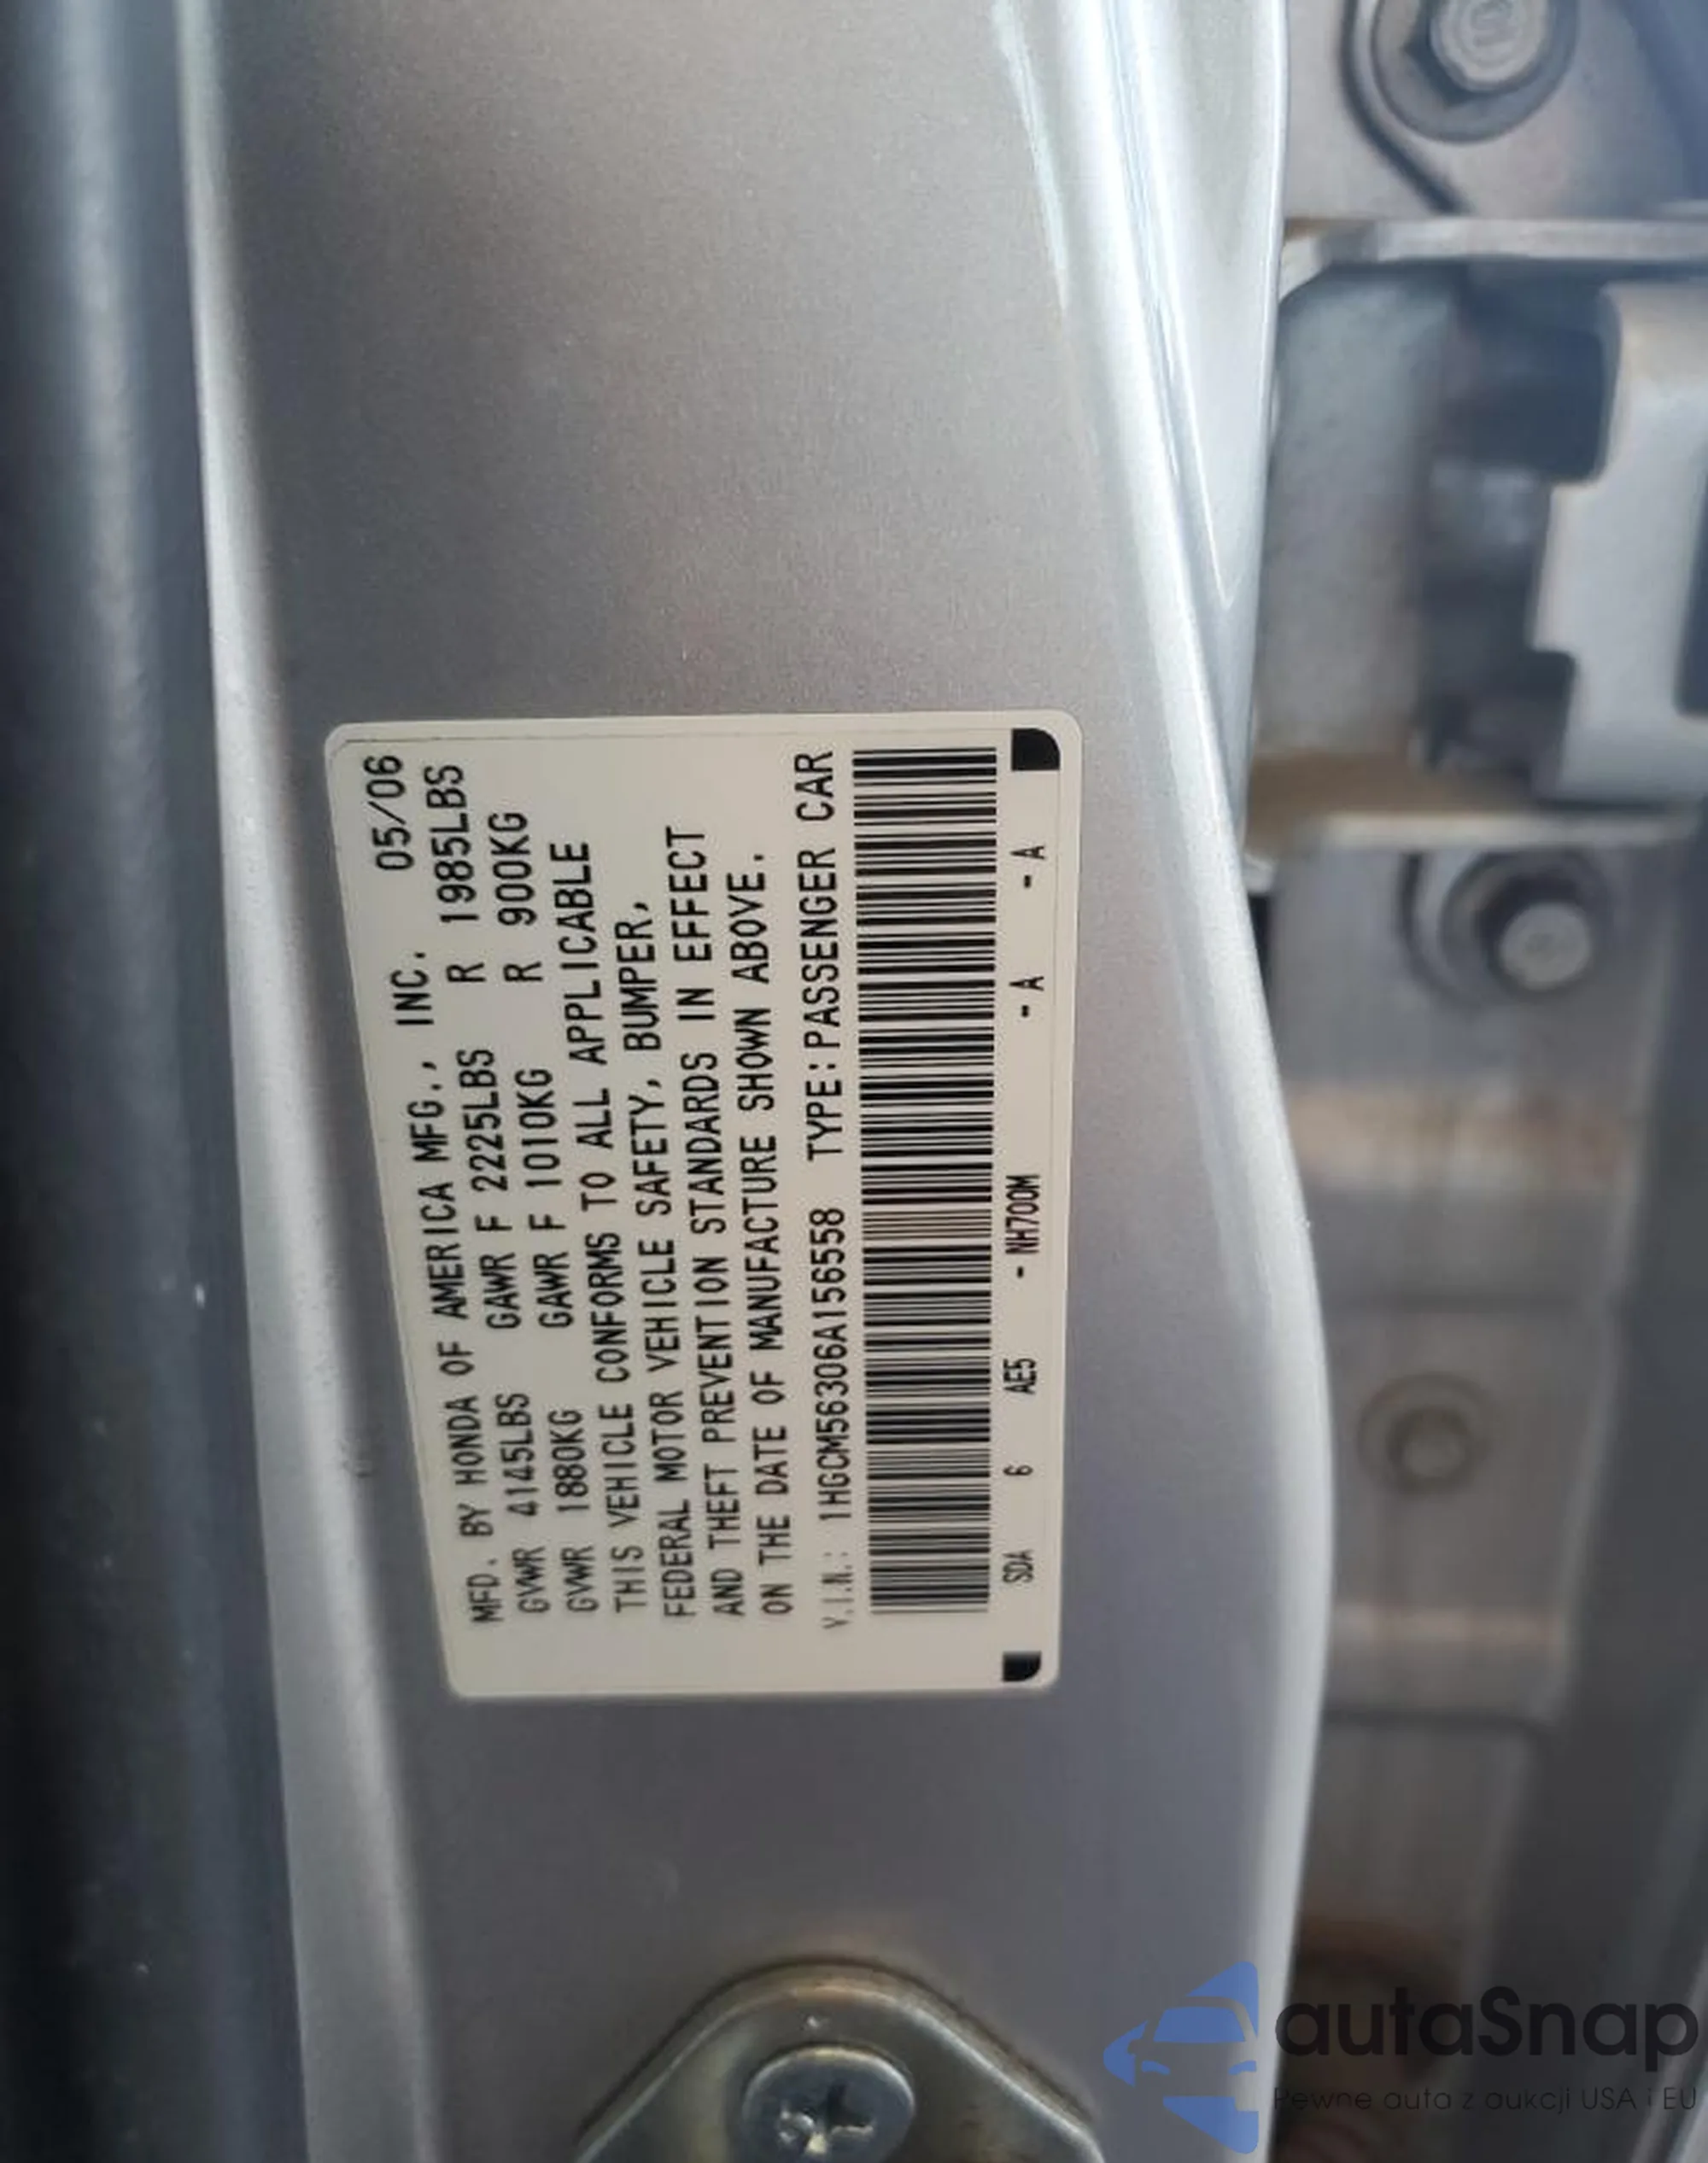 MFD. BY HONDA OF AMERICA MFG., INC. 05/06
GVWR 4145LBS GAWR F 2225LBS R 1985LBS
GVWR 1880KG GAWR F 1010KG R 900KG
THIS VEHICLE CONFORMS TO ALL APPLICABLE
FEDERAL MOTOR VEHICLE SAFETY, BUMPER,
AND THEFT PREVENTION STANDARDS IN EFFECT
ON THE DATE OF MANUFACTURE SHOWN ABOVE.
V.I.N.: 1HGCM56306A156558 TYPE:PASSENGER CAR
SDA 6 AE5 - NH700M - A - A
autaSnap
Pewne auta z aukcji USA i EU